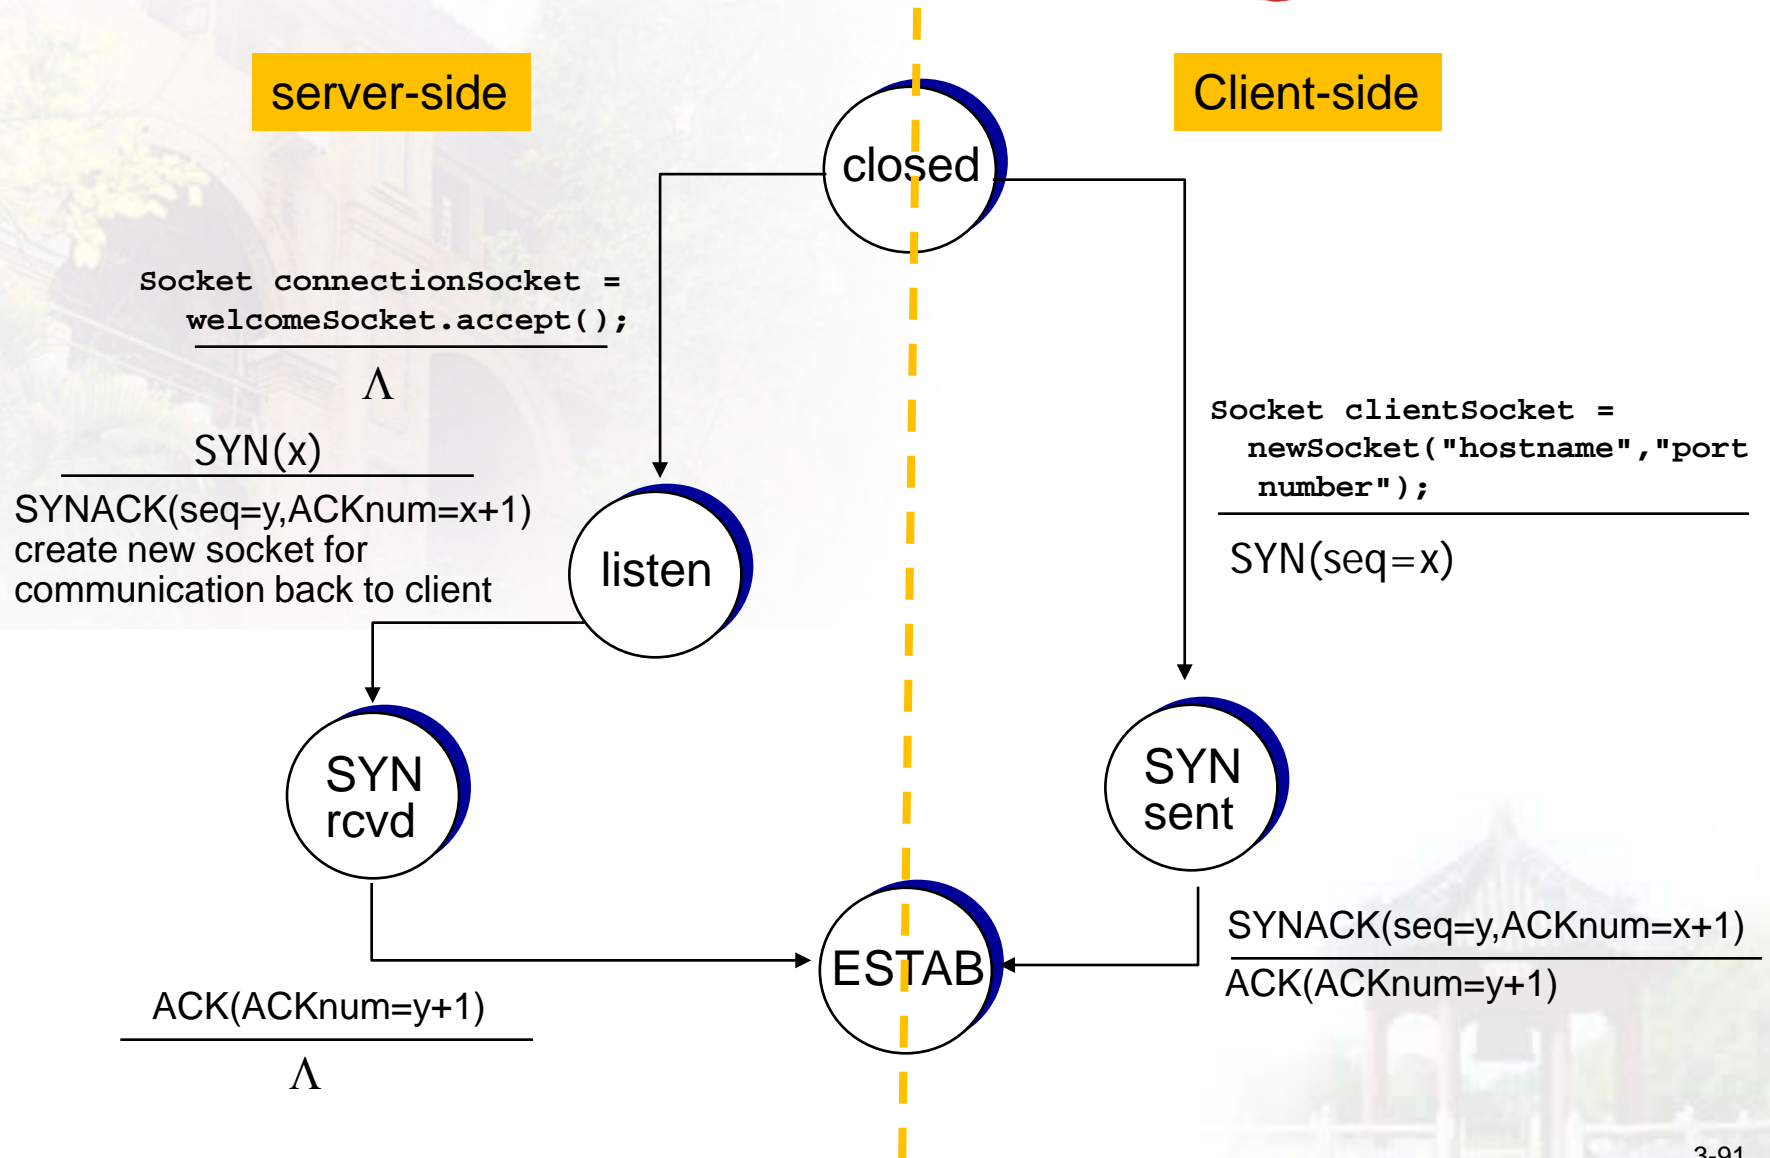 server-side
Client-side
closed
Socket connectionSocket =
welcomeSocket.accept();
Λ
SYN(x)
SYNACK(seq=y,ACKnum=x+1)
create new socket for
communication back to client
listen
Socket clientSocket =
newSocket("hostname","port
number");
SYN(seq=x)
SYN
rcvd
SYN
sent
ESTAB
SYNACK(seq=y,ACKnum=x+1)
ACK(ACKnum=y+1)
ACK(ACKnum=y+1)
Λ
3-91